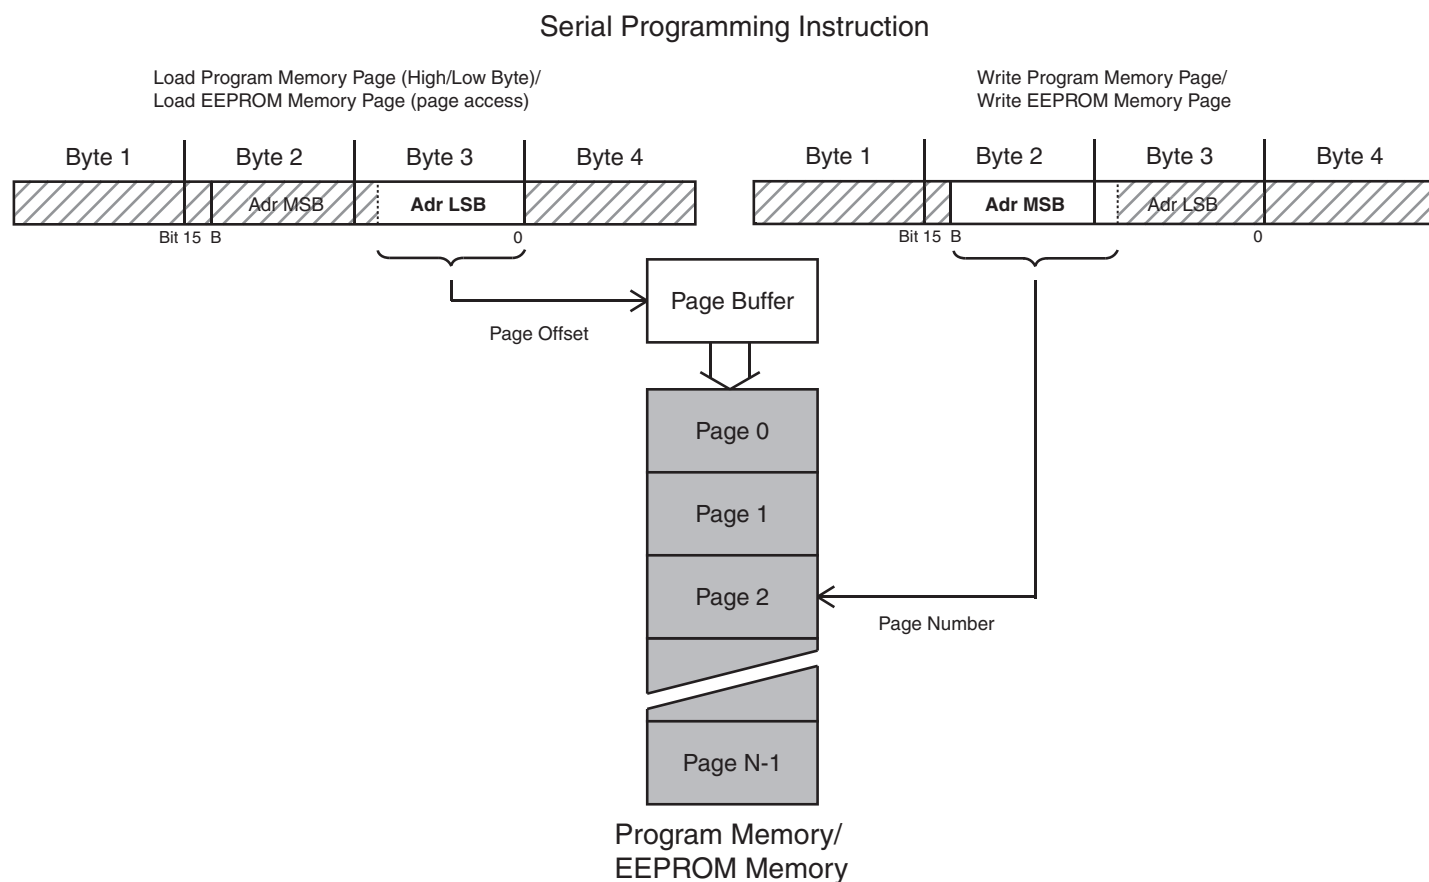 Serial Programming Instruction
Load Program Memory Page (High/Low Byte)/
Load EEPROM Memory Page (page access)
Write Program Memory Page/
Write EEPROM Memory Page
Byte 1
Byte 2
Byte 3
Byte 4
Adr MSB
Adr LSB
Bit 15 B
0
Byte 1
Byte 2
Byte 3
Byte 4
Adr MSB
Adr LSB
Bit 15 B
0
Page Buffer
Page Offset
Page 0
Page 1
Page 2
Page Number
Page N-1
Program Memory/
EEPROM Memory